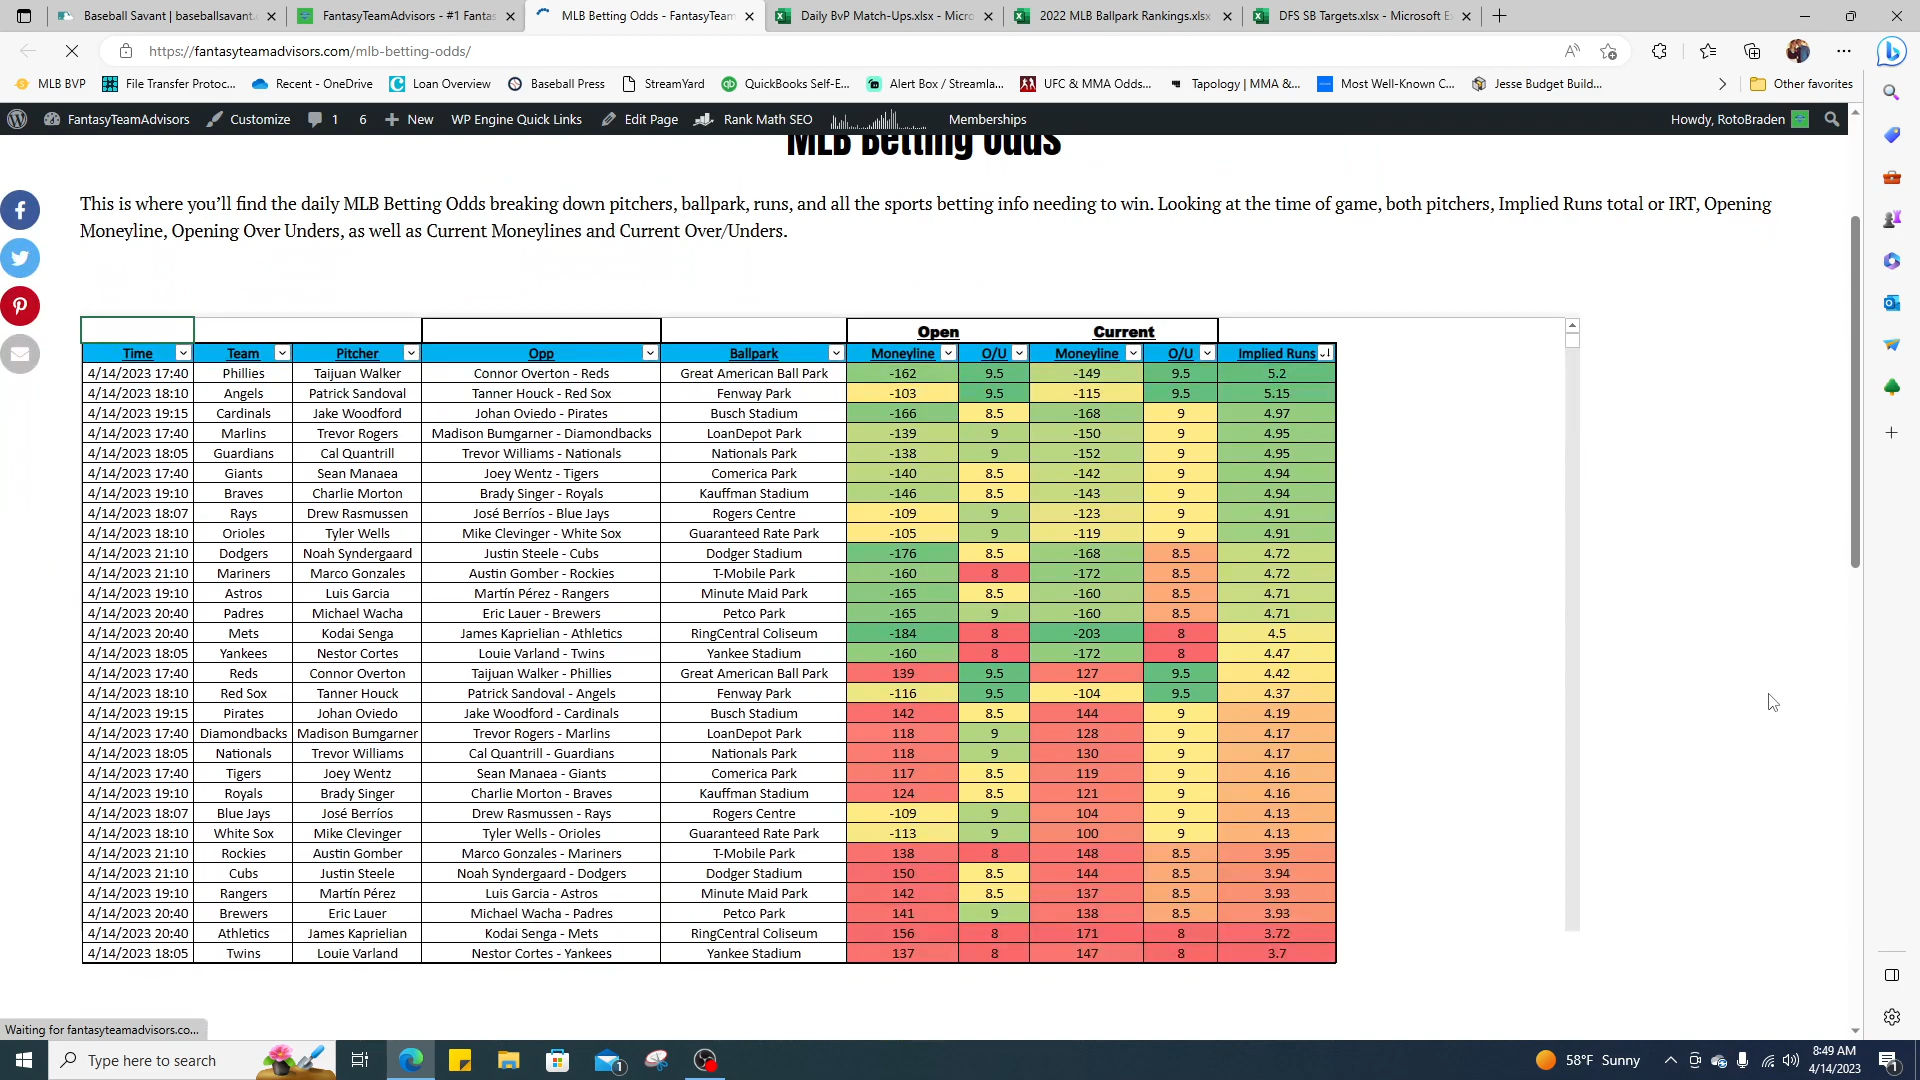 Baseball Savant | baseballsavant.c
FantasyTeamAdvisors - #1 Fantas
MLB Betting Odds - FantasyTeam
Daily BvP Match-Ups.xlsx - Micro
2022 MLB Ballpark Rankings.xlsx
DFS SB Targets.xlsx - Microsoft E
https://fantasyteamadvisors.com/mlb-betting-odds/
MLB BVP
File Transfer Protoc...
Recent - OneDrive
Loan Overview
Baseball Press
StreamYard
QuickBooks Self-E...
Alert Box / Streamla...
UFC & MMA Odds...
Tapology | MMA &...
Most Well-Known C...
Jesse Budget Build...
Other favorites
FantasyTeamAdvisors Customize 1 6 New WP Engine Quick Links Edit Page Rank Math SEO Memberships Howdy, RotoBraden
MLB Betting Odds
This is where you’ll find the daily MLB Betting Odds breaking down pitchers, ballpark, runs, and all the sports betting info needing to win. Looking at the time of game, both pitchers, Implied Runs total or IRT, Opening
Moneyline, Opening Over Unders, as well as Current Moneylines and Current Over/Unders.
Open Current
Time Team Pitcher Opp Ballpark Moneyline O/U Moneyline O/U Implied Runs
4/14/2023 17:40 Phillies Taijuan Walker Connor Overton - Reds Great American Ball Park -162 9.5 -149 9.5 5.2
4/14/2023 18:10 Angels Patrick Sandoval Tanner Houck - Red Sox Fenway Park -103 9.5 -115 9.5 5.15
4/14/2023 19:15 Cardinals Jake Woodford Johan Oviedo - Pirates Busch Stadium -166 8.5 -168 9 4.97
4/14/2023 17:40 Marlins Trevor Rogers Madison Bumgarner - Diamondbacks LoanDepot Park -139 9 -150 9 4.95
4/14/2023 18:05 Guardians Cal Quantrill Trevor Williams - Nationals Nationals Park -138 9 -152 9 4.95
4/14/2023 17:40 Giants Sean Manaea Joey Wentz - Tigers Comerica Park -140 8.5 -142 9 4.94
4/14/2023 19:10 Braves Charlie Morton Brady Singer - Royals Kauffman Stadium -146 8.5 -143 9 4.94
4/14/2023 18:07 Rays Drew Rasmussen José Berríos - Blue Jays Rogers Centre -109 9 -123 9 4.91
4/14/2023 18:10 Orioles Tyler Wells Mike Clevinger - White Sox Guaranteed Rate Park -105 9 -119 9 4.91
4/14/2023 21:10 Dodgers Noah Syndergaard Justin Steele - Cubs Dodger Stadium -176 8.5 -168 8.5 4.72
4/14/2023 21:10 Mariners Marco Gonzales Austin Gomber - Rockies T-Mobile Park -160 8 -172 8.5 4.72
4/14/2023 19:10 Astros Luis Garcia Martín Pérez - Rangers Minute Maid Park -165 8.5 -160 8.5 4.71
4/14/2023 20:40 Padres Michael Wacha Eric Lauer - Brewers Petco Park -165 9 -160 8.5 4.71
4/14/2023 20:40 Mets Kodai Senga James Kaprielian - Athletics RingCentral Coliseum -184 8 -203 8 4.5
4/14/2023 18:05 Yankees Nestor Cortes Louie Varland - Twins Yankee Stadium -160 8 -172 8 4.47
4/14/2023 17:40 Reds Connor Overton Taijuan Walker - Phillies Great American Ball Park 139 9.5 127 9.5 4.42
4/14/2023 18:10 Red Sox Tanner Houck Patrick Sandoval - Angels Fenway Park -116 9.5 -104 9.5 4.37
4/14/2023 19:15 Pirates Johan Oviedo Jake Woodford - Cardinals Busch Stadium 142 8.5 144 9 4.19
4/14/2023 17:40 Diamondbacks Madison Bumgarner Trevor Rogers - Marlins LoanDepot Park 118 9 128 9 4.17
4/14/2023 18:05 Nationals Trevor Williams Cal Quantrill - Guardians Nationals Park 118 9 130 9 4.17
4/14/2023 17:40 Tigers Joey Wentz Sean Manaea - Giants Comerica Park 117 8.5 119 9 4.16
4/14/2023 19:10 Royals Brady Singer Charlie Morton - Braves Kauffman Stadium 124 8.5 121 9 4.16
4/14/2023 18:07 Blue Jays José Berríos Drew Rasmussen - Rays Rogers Centre -109 9 104 9 4.13
4/14/2023 18:10 White Sox Mike Clevinger Tyler Wells - Orioles Guaranteed Rate Park -113 9 100 9 4.13
4/14/2023 21:10 Rockies Austin Gomber Marco Gonzales - Mariners T-Mobile Park 138 8 148 8.5 3.95
4/14/2023 21:10 Cubs Justin Steele Noah Syndergaard - Dodgers Dodger Stadium 150 8.5 144 8.5 3.94
4/14/2023 19:10 Rangers Martín Pérez Luis Garcia - Astros Minute Maid Park 142 8.5 137 8.5 3.93
4/14/2023 20:40 Brewers Eric Lauer Michael Wacha - Padres Petco Park 141 9 138 8.5 3.93
4/14/2023 20:40 Athletics James Kaprielian Kodai Senga - Mets RingCentral Coliseum 156 8 171 8 3.72
4/14/2023 18:05 Twins Louie Varland Nestor Cortes - Yankees Yankee Stadium 137 8 147 8 3.7
Waiting for fantasyteamadvisors.co...
Type here to search
1
58°F Sunny
8:49 AM
4/14/2023
1